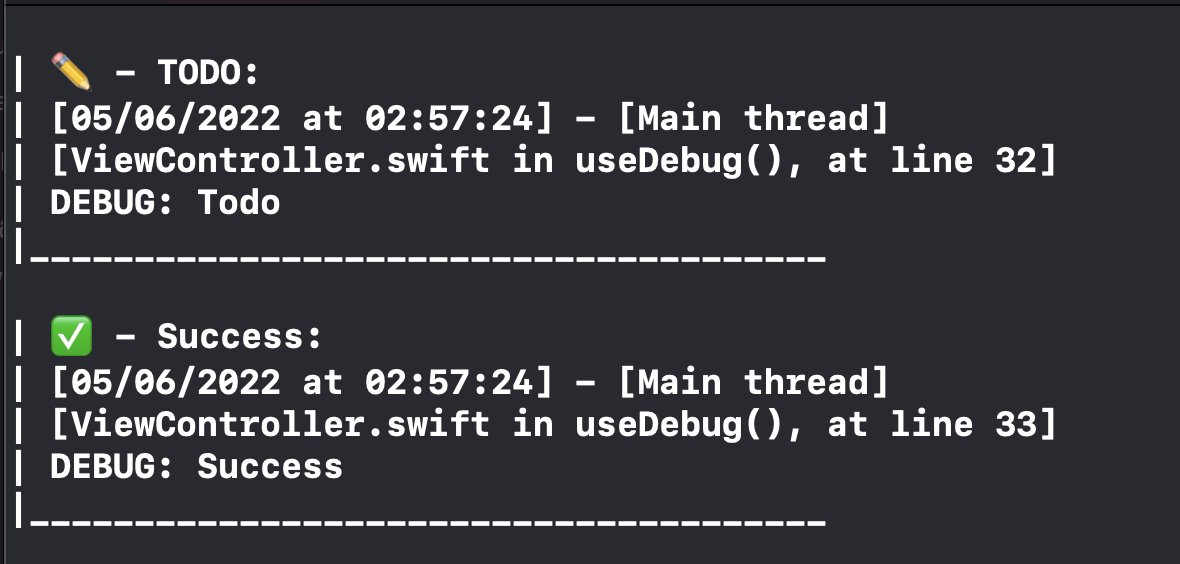 | ✏️ - TODO:
| [05/06/2022 at 02:57:24] - [Main thread]
| [ViewController.swift in useDebug(), at line 32]
| DEBUG: Todo
|______________________________________
| ✅ - Success:
| [05/06/2022 at 02:57:24] - [Main thread]
| [ViewController.swift in useDebug(), at line 33]
| DEBUG: Success
|______________________________________